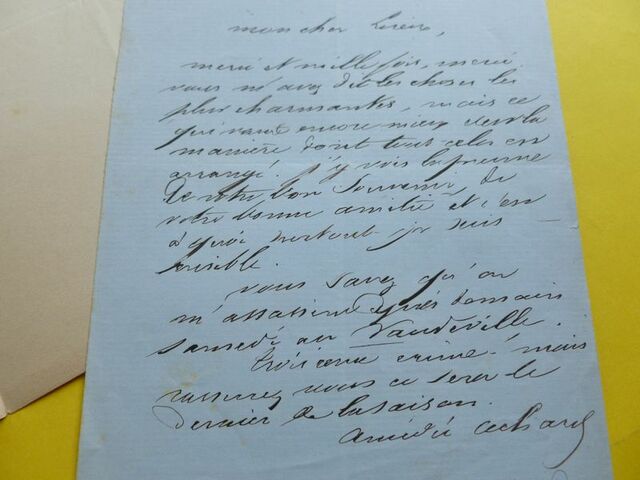 mon cher
merci et mille fois, merci.
vous m'avez dit les choses les
plus charmantes, mais ce
qui vaut encore mieux c'est la
manière dont tout cela est
arrangé. J'y vois la preuve
de votre bon souvenir, de
votre bonne amitié et c'est
à quoi surtout je suis
sensible.
vous savez qu'on
m'assassine après demain
samedi au Vaudeville.
troisième crime! mais
rassurez vous ce sera le
dernier de la saison.
amédée achard